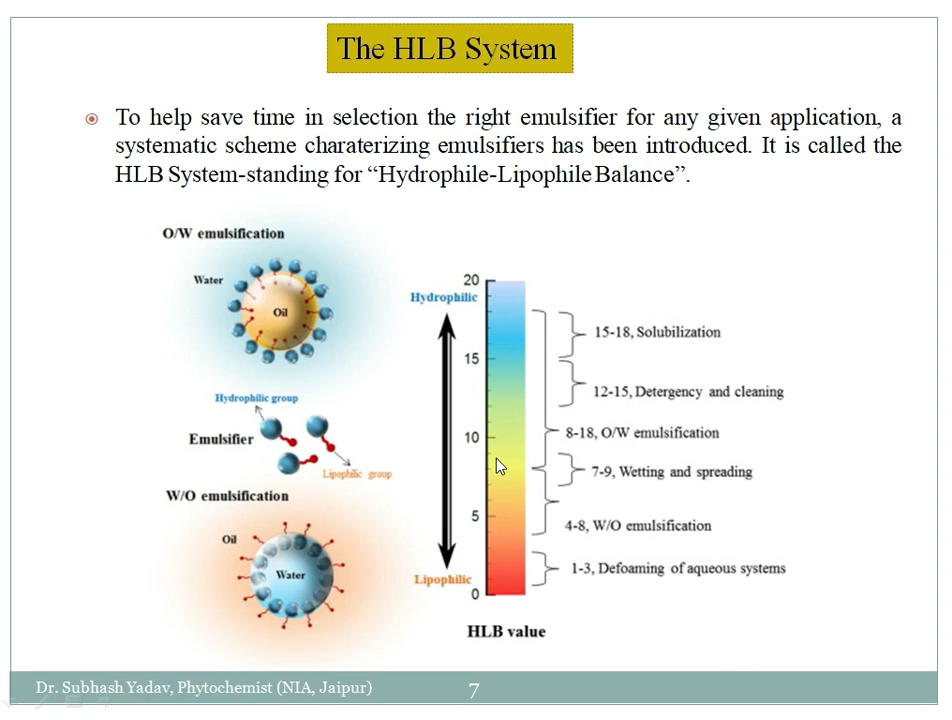 The HLB System
To help save time in selection the right emulsifier for any given application, a
systematic scheme charaterizing emulsifiers has been introduced. It is called the
HLB System-standing for “Hydrophile-Lipophile Balance”.
O/W emulsification
Water
Oil
Hydrophilic group
Emulsifier
Lipophilic group
W/O emulsification
Oil
Water
20
Hydrophilic
15
10
5
Lipophilic
0
HLB value
15-18, Solubilization
12-15, Detergency and cleaning
8-18, O/W emulsification
7-9, Wetting and spreading
4-8, W/O emulsification
1-3, Defoaming of aqueous systems
Dr. Subhash Yadav, Phytochemist (NIA, Jaipur)
7